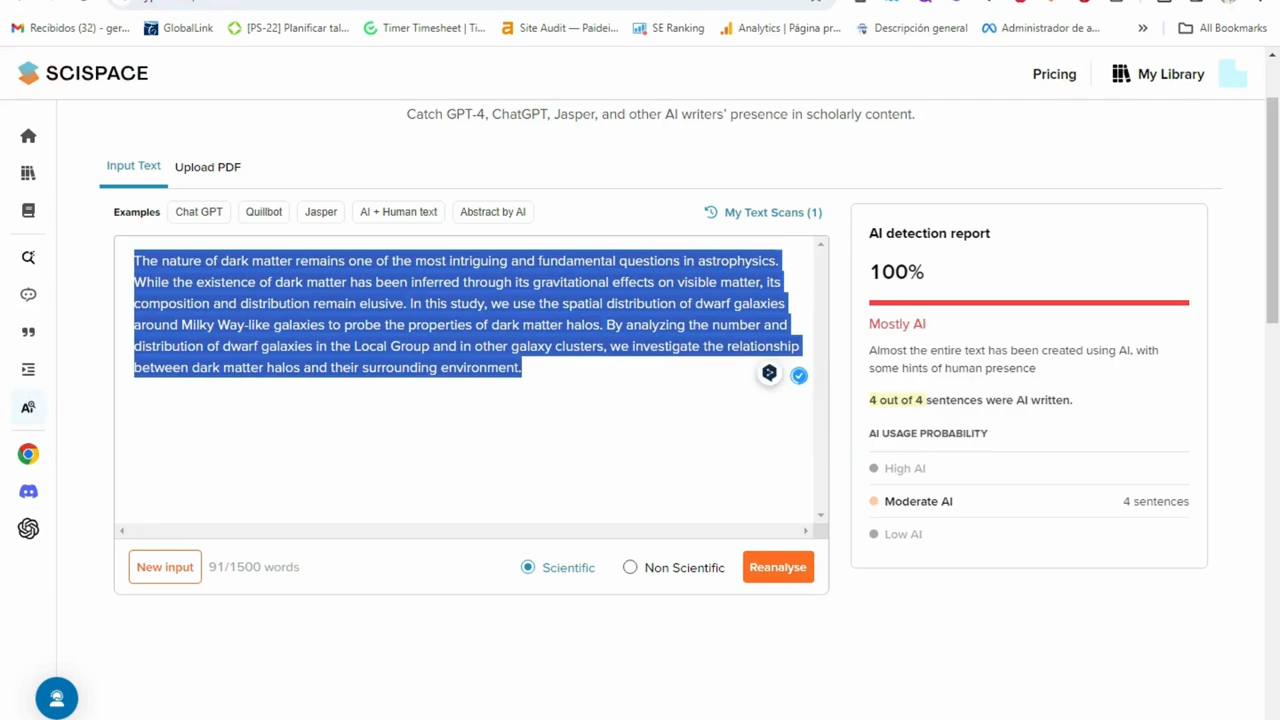 Recibidos (32) - ger...
GlobalLink
[PS-22] Planificar tal...
Timer Timesheet | Ti...
Site Audit — Paidei...
SE Ranking
Analytics | Página pr...
Descripción general
Administrador de a...
»
All Bookmarks
SCISPACE
Pricing
My Library
Catch GPT-4, ChatGPT, Jasper, and other AI writers' presence in scholarly content.
Input Text
Upload PDF
Examples
Chat GPT
Quillbot
Jasper
AI + Human text
Abstract by AI
My Text Scans (1)
The nature of dark matter remains one of the most intriguing and fundamental questions in astrophysics.
While the existence of dark matter has been inferred through its gravitational effects on visible matter, its
composition and distribution remain elusive. In this study, we use the spatial distribution of dwarf galaxies
around Milky Way-like galaxies to probe the properties of dark matter halos. By analyzing the number and
distribution of dwarf galaxies in the Local Group and in other galaxy clusters, we investigate the relationship
between dark matter halos and their surrounding environment.
New input
91/1500 words
Scientific
Non Scientific
Reanalyse
AI detection report
100%
Mostly AI
Almost the entire text has been created using AI, with
some hints of human presence
4 out of 4 sentences were AI written.
AI USAGE PROBABILITY
High AI
Moderate AI
4 sentences
Low AI